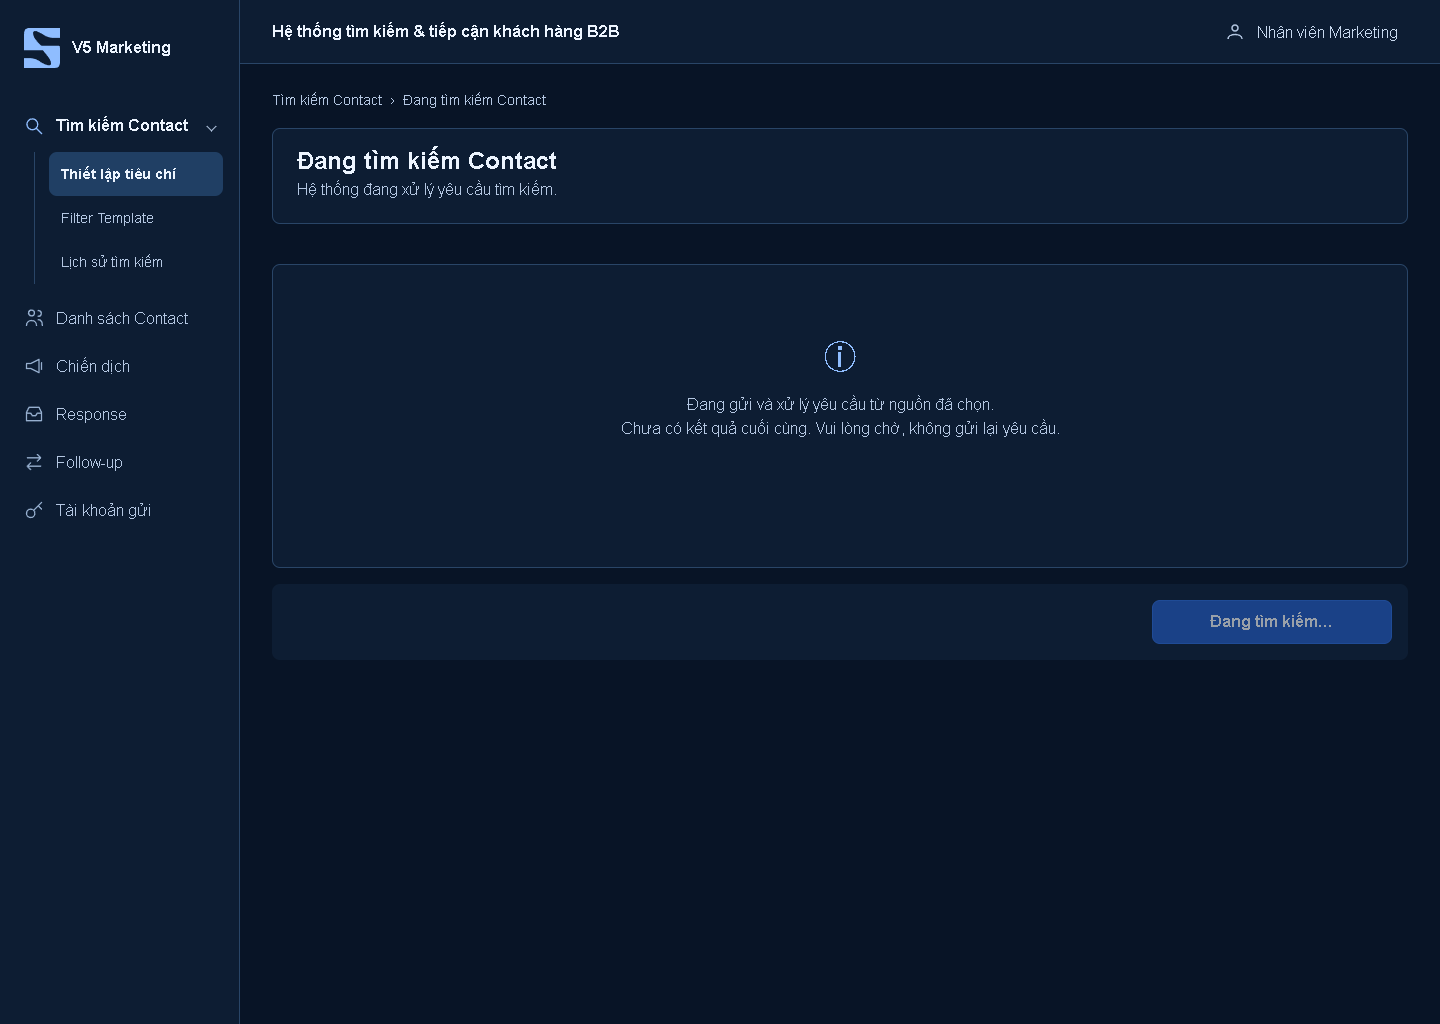 V5 Marketing
Hệ thống tìm kiếm & tiếp cận khách hàng B2B
Nhân viên Marketing
Tìm kiếm Contact
Thiết lập tiêu chí
Filter Template
Lịch sử tìm kiếm
Danh sách Contact
Chiến dịch
Response
Follow-up
Tài khoản gửi
Tìm kiếm Contact › Đang tìm kiếm Contact
Đang tìm kiếm Contact
Hệ thống đang xử lý yêu cầu tìm kiếm.
Đang gửi và xử lý yêu cầu từ nguồn đã chọn.
Chưa có kết quả cuối cùng. Vui lòng chờ, không gửi lại yêu cầu.
Đang tìm kiếm…